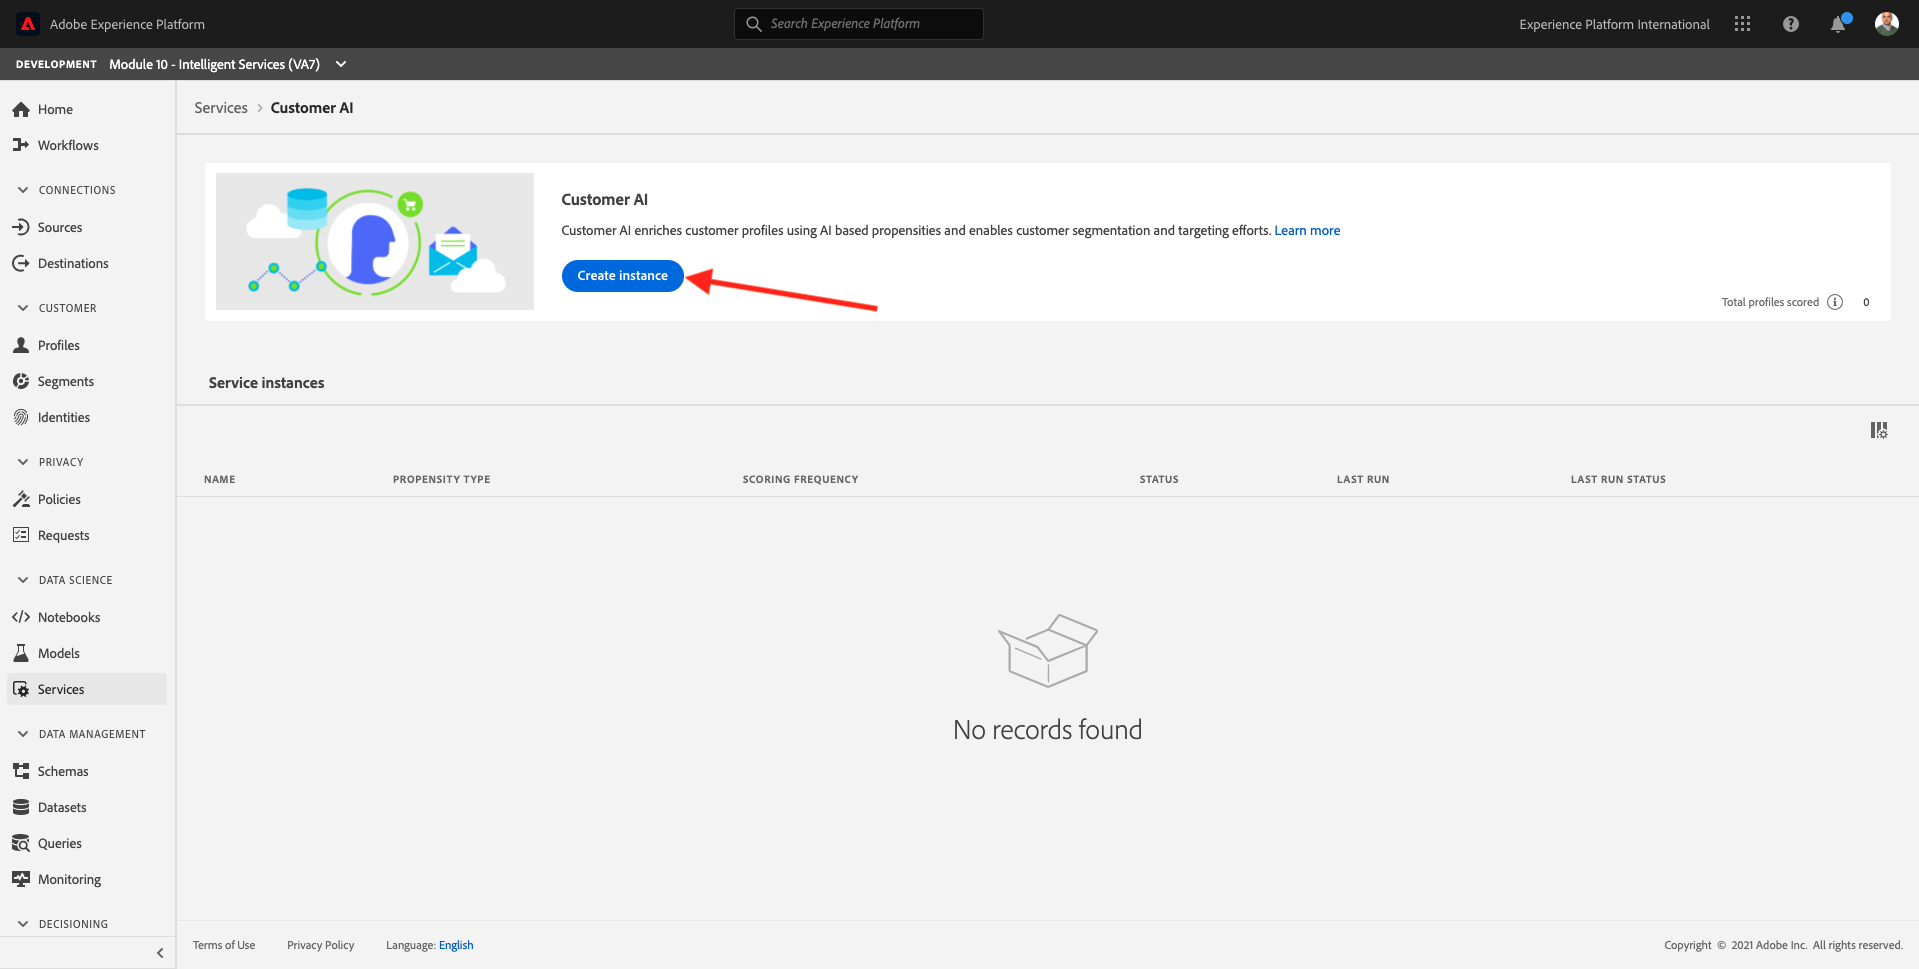 Adobe Experience Platform
Search Experience Platform
Experience Platform International
DEVELOPMENT Module 10 - Intelligent Services (VA7)
Home
Workflows
CONNECTIONS
Sources
Destinations
CUSTOMER
Profiles
Segments
Identities
PRIVACY
Policies
Requests
DATA SCIENCE
Notebooks
Models
Services
DATA MANAGEMENT
Schemas
Datasets
Queries
Monitoring
DECISIONING
Services > Customer AI
Customer AI
Customer AI enriches customer profiles using AI based propensities and enables customer segmentation and targeting efforts. Learn more
Create instance
Total profiles scored 0
Service instances
NAME PROPENSITY TYPE SCORING FREQUENCY STATUS LAST RUN LAST RUN STATUS
No records found
Terms of Use Privacy Policy Language: English
Copyright © 2021 Adobe Inc. All rights reserved.